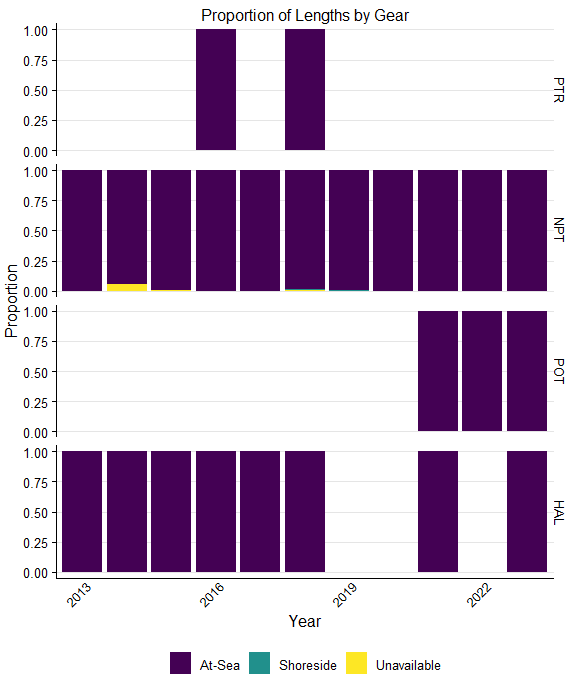 Proportion of Lengths by Gear
1.00
0.75
0.50
0.25
0.00
PTR
1.00
0.75
0.50
0.25
0.00
NPT
Proportion
1.00
0.75
0.50
0.25
0.00
POT
1.00
0.75
0.50
0.25
0.00
HAL
2013
2016
2019
2022
Year
At-Sea
Shoreside
Unavailable